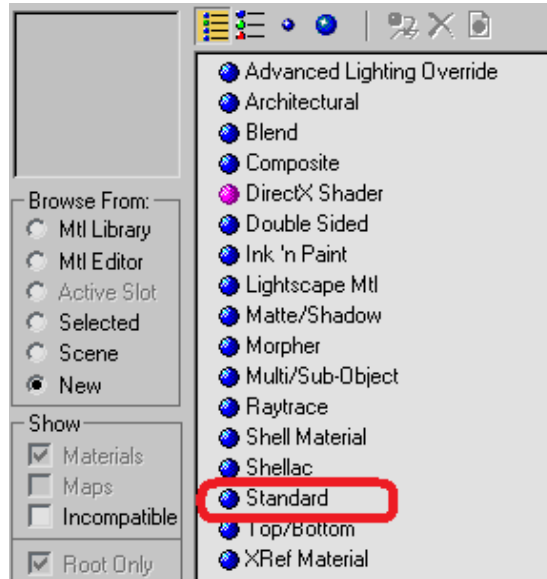 Browse From:
Mtl Library
Mtl Editor
Active Slot
Selected
Scene
New
Show
Materials
Maps
Incompatible
Root Only
Advanced Lighting Override
Architectural
Blend
Composite
DirectX Shader
Double Sided
Ink 'n Paint
Lightscape Mtl
Matte/Shadow
Morpher
Multi/Sub-Object
Raytrace
Shell Material
Shellac
Standard
Top/Bottom
XRef Material